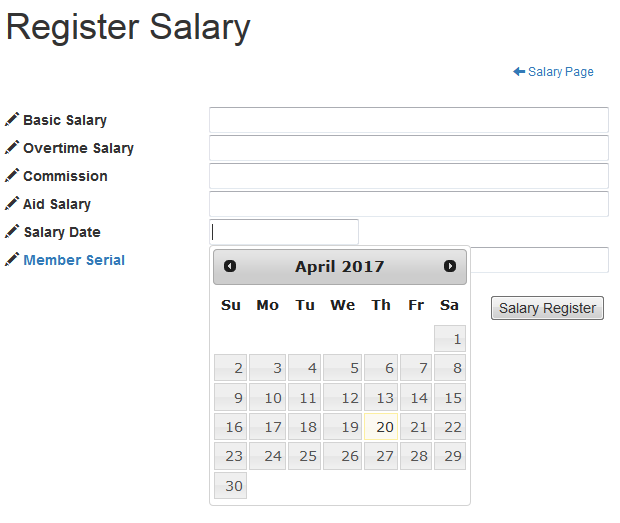 Register Salary
Salary Page
Basic Salary
Overtime Salary
Commission
Aid Salary
Salary Date
Member Serial
April 2017
Su Mo Tu We Th Fr Sa
1
2 3 4 5 6 7 8
9 10 11 12 13 14 15
16 17 18 19 20 21 22
23 24 25 26 27 28 29
30
Salary Register